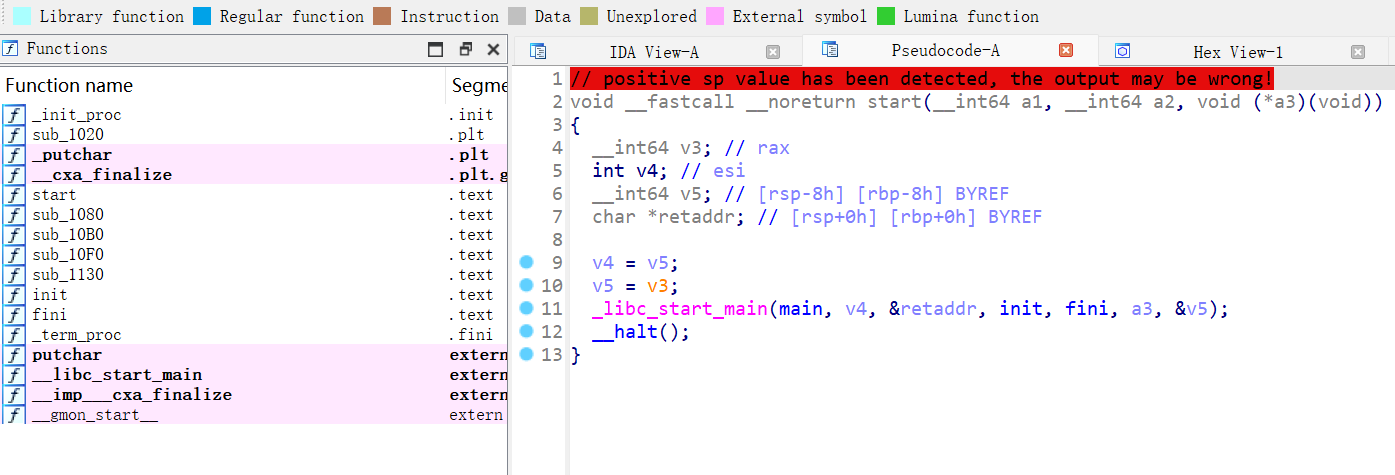 Library function Regular function Instruction Data Unexplored External symbol Lumina function
Functions
Function name Segme
_init_proc .init
sub_1020 .plt
_putchar .plt
__cxa_finalize .plt.g
start .text
sub_1080 .text
sub_10B0 .text
sub_10F0 .text
sub_1130 .text
init .text
fini .text
_term_proc .fini
putchar extern
__libc_start_main extern
__imp___cxa_finalize extern
__gmon_start__ extern
IDA View-A Pseudocode-A Hex View-1
1 // positive sp value has been detected, the output may be wrong!
2 void __fastcall __noreturn start(__int64 a1, __int64 a2, void (*a3)(void))
3 {
4 __int64 v3; // rax
5 int v4; // esi
6 __int64 v5; // [rsp-8h] [rbp-8h] BYREF
7 char *retaddr; // [rsp+0h] [rbp+0h] BYREF
8
9 v4 = v5;
10 v5 = v3;
11 _libc_start_main(main, v4, &retaddr, init, fini, a3, &v5);
12 __halt();
13 }